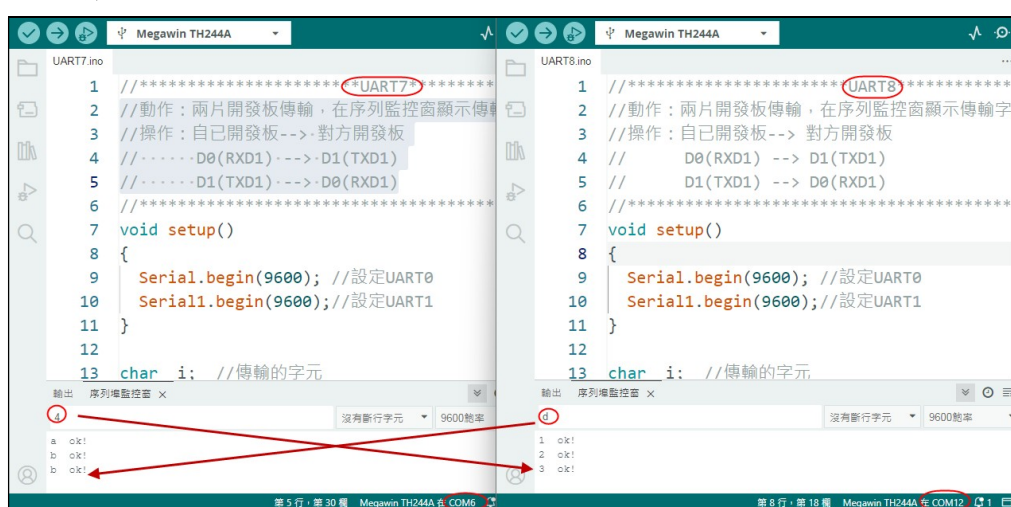 Megawin TH244A
UART7.ino
1 //**********************UART7**********
2 //動作：兩片開發板傳輸，在序列監控窗顯示傳輸
3 //操作：自已開發板-->·對方開發板
4 //······D0(RXD1)·-->·D1(TXD1)
5 //······D1(TXD1)·-->·D0(RXD1)
6 //************************************
7 void setup()
8 {
9 Serial.begin(9600); //設定UART0
10 Serial1.begin(9600);//設定UART1
11 }
12
13 char i; //傳輸的字元
輸出 序列埠監控窗 ×
4 沒有斷行字元 9600鮑率
a ok!
b ok!
b ok!
第 5 行，第 30 欄 Megawin TH244A 在 COM6
Megawin TH244A
UART8.ino
1 //**********************UART8***********
2 //動作：兩片開發板傳輸，在序列監控窗顯示傳輸字
3 //操作：自已開發板--> 對方開發板
4 // D0(RXD1) --> D1(TXD1)
5 // D1(TXD1) --> D0(RXD1)
6 //**************************************
7 void setup()
8 {
9 Serial.begin(9600); //設定UART0
10 Serial1.begin(9600);//設定UART1
11 }
12
13 char i; //傳輸的字元
輸出 序列埠監控窗 ×
d 沒有斷行字元 9600鮑率
1 ok!
2 ok!
3 ok!
第 8 行，第 18 欄 Megawin TH244A 在 COM12 1